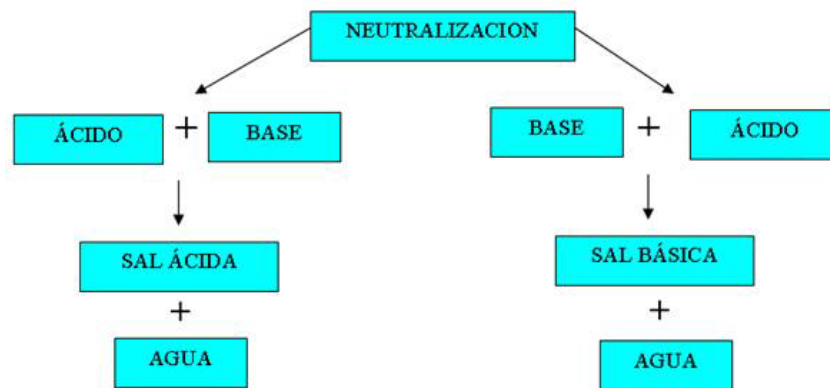 NEUTRALIZACION
ÁCIDO + BASE
BASE + ÁCIDO
SAL ÁCIDA
SAL BÁSICA
+
+
AGUA
AGUA